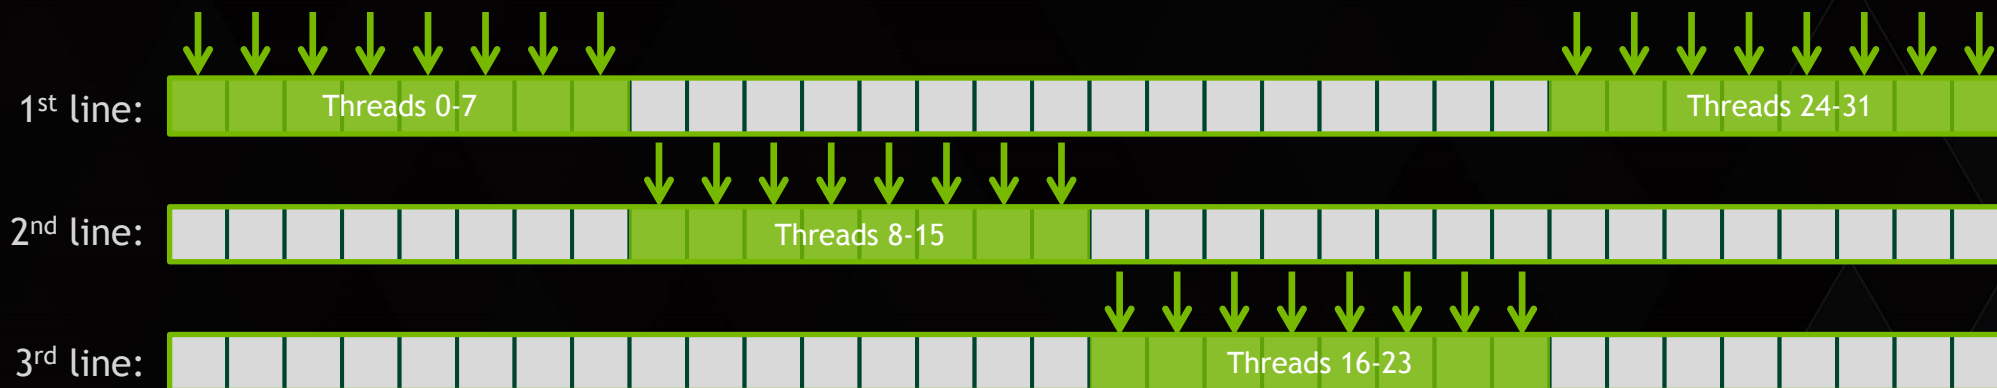 1st line: Threads 0-7 Threads 24-31
2nd line: Threads 8-15
3rd line: Threads 16-23